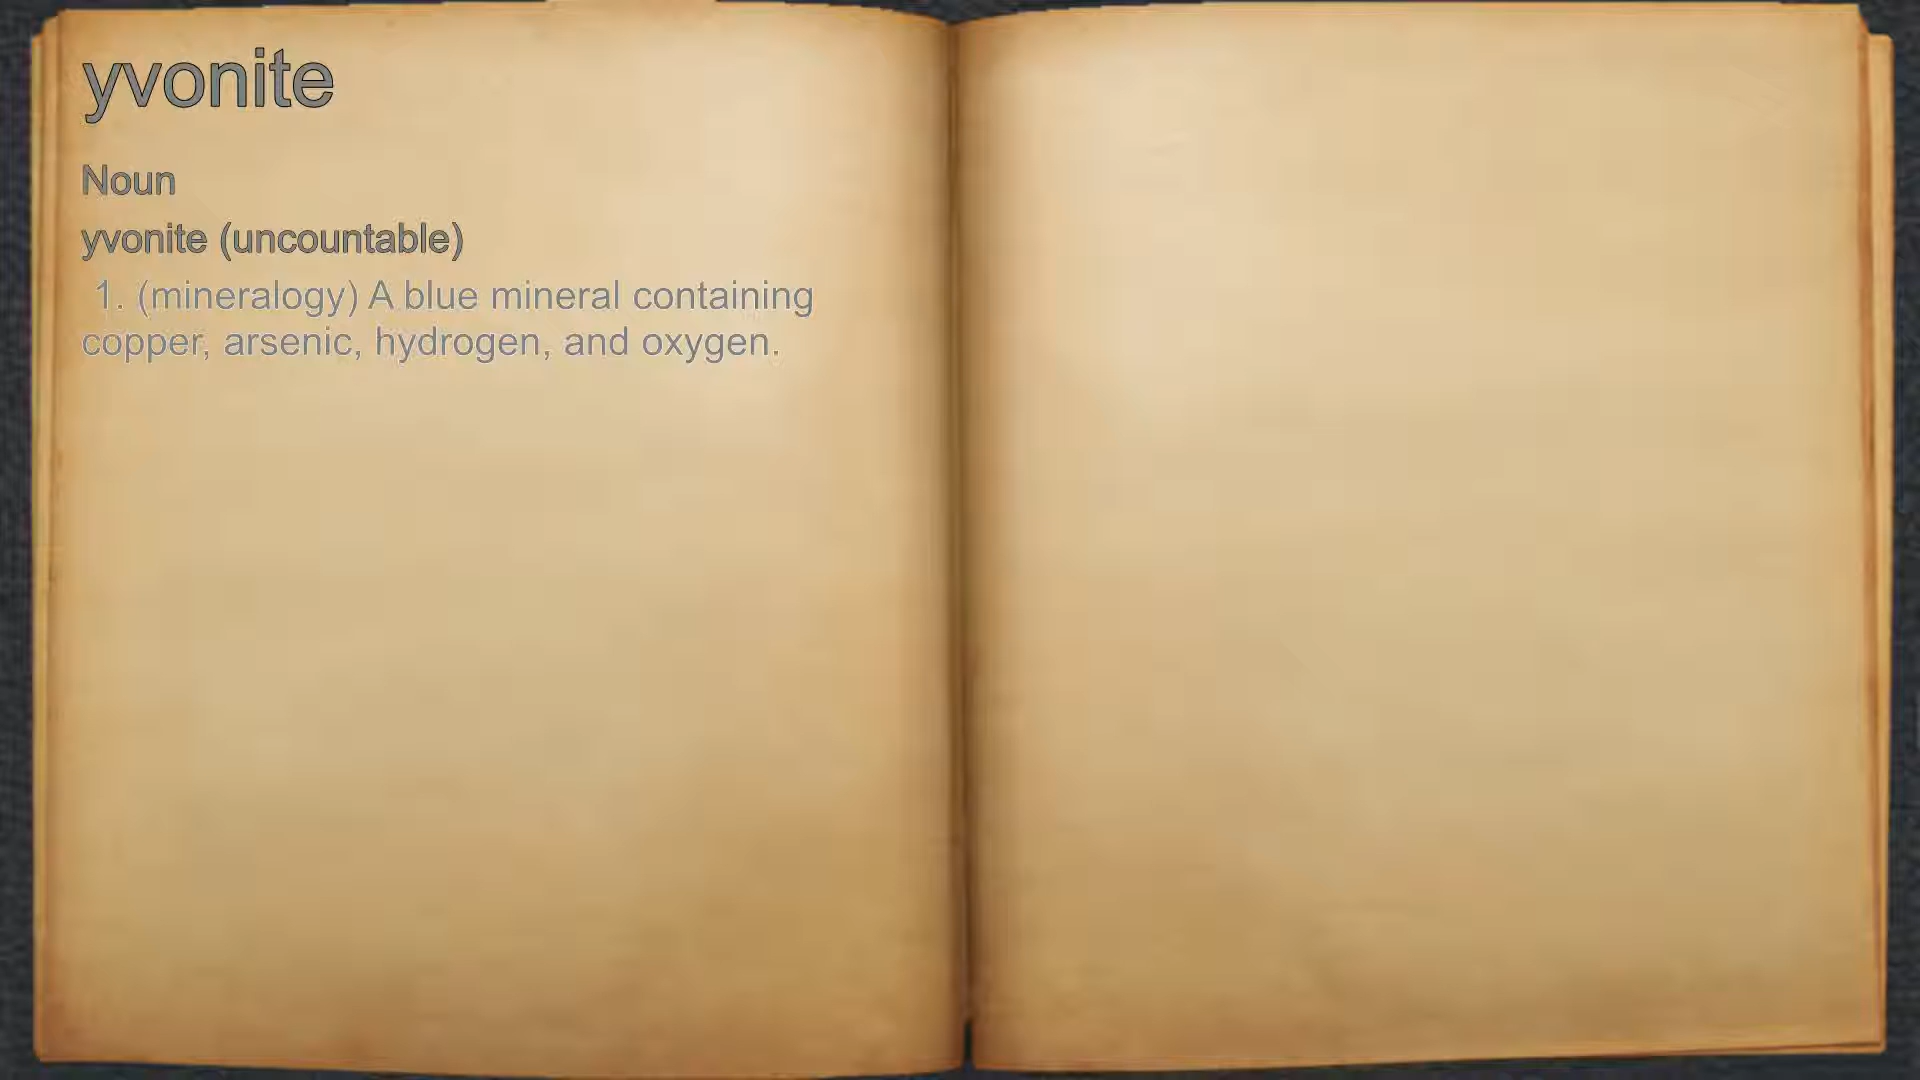 yvonite
Noun
yvonite (uncountable)
1. (mineralogy) A blue mineral containing
copper, arsenic, hydrogen, and oxygen.